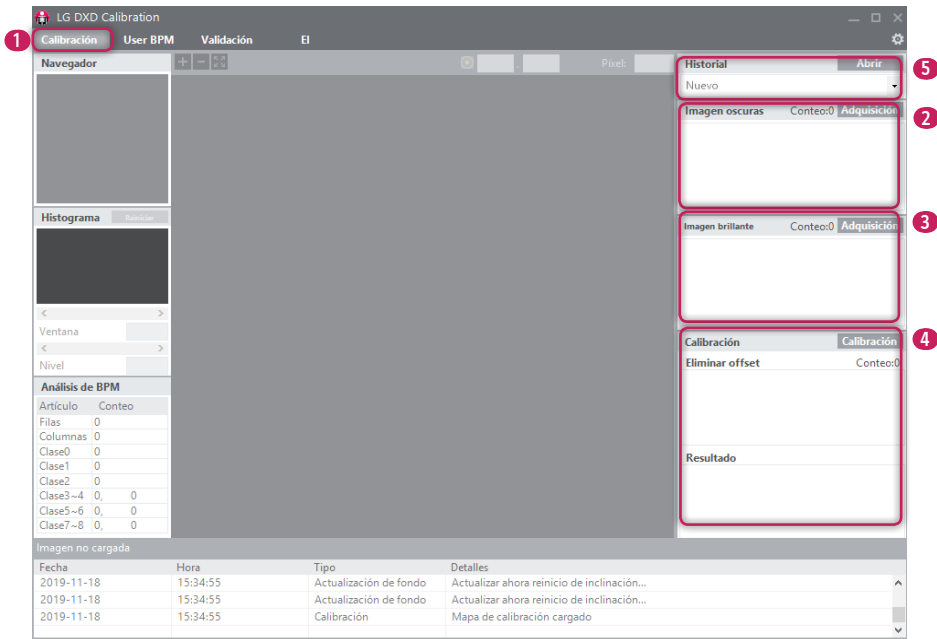 LG DXD Calibration
1 Calibración User BPM Validación EI
Navegador
, Píxel:
Historial Abrir 5
Nuevo
Imagen oscuras Conteo:0 Adquisición 2
Histograma Reiniciar
Imagen brillante Conteo:0 Adquisición 3
Ventana
Nivel
Calibración Calibración 4
Eliminar offset Conteo:0
Análisis de BPM
Artículo Conteo
Filas 0
Columnas 0
Clase0 0
Clase1 0
Clase2 0
Clase3~4 0, 0
Clase5~6 0, 0
Clase7~8 0, 0
Resultado
Imagen no cargada
Fecha Hora Tipo Detalles
2019-11-18 15:34:55 Actualización de fondo Actualizar ahora reinicio de inclinación...
2019-11-18 15:34:55 Actualización de fondo Actualizar ahora reinicio de inclinación...
2019-11-18 15:34:55 Calibración Mapa de calibración cargado